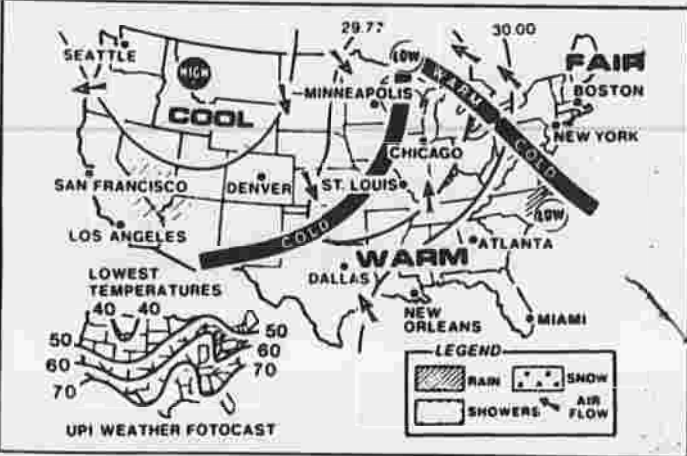 29.77
30.00
SEATTLE
HIGH
COOL
LOW
MINNEAPOLIS
WARM
FAIR
BOSTON
NEW YORK
COLD
CHICAGO
SAN FRANCISCO
DENVER
ST. LOUIS
LOW
COLD
LOS ANGELES
WARM
ATLANTA
DALLAS
NEW
ORLEANS
MIAMI
LOWEST
TEMPERATURES
40 40
50
50
60
60
70
70
UPI WEATHER FOTOCAST
LEGEND
RAIN
SNOW
SHOWERS
AIR
FLOW